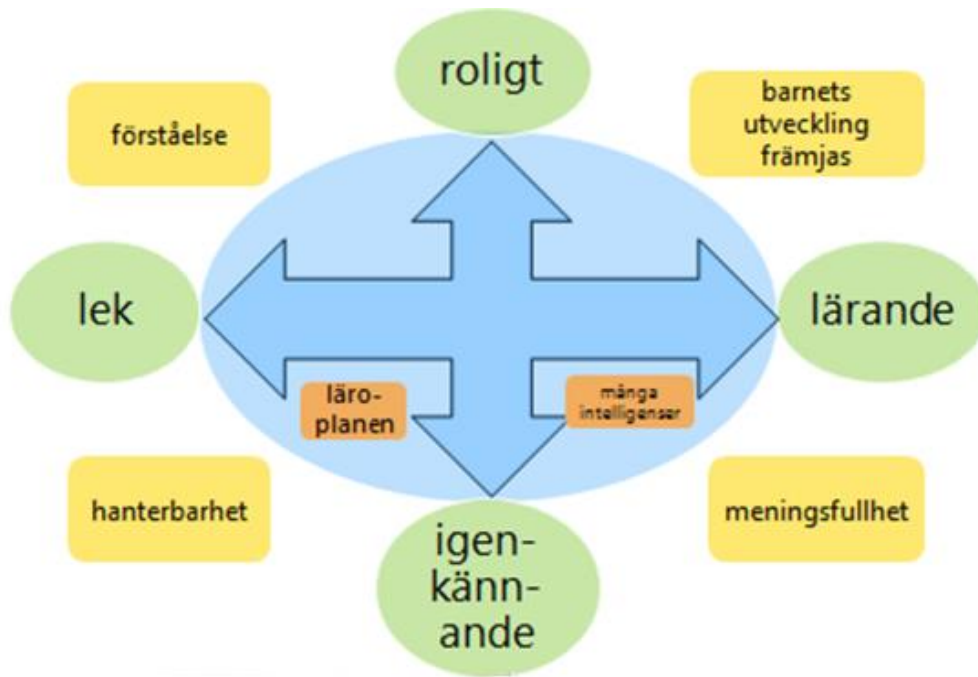 roligt
förståelse
barnets
utveckling
främjas
lek
lärande
läro-
planen
många
intelligenser
hanterbarhet
meningsfullhet
igen-
känn-
ande